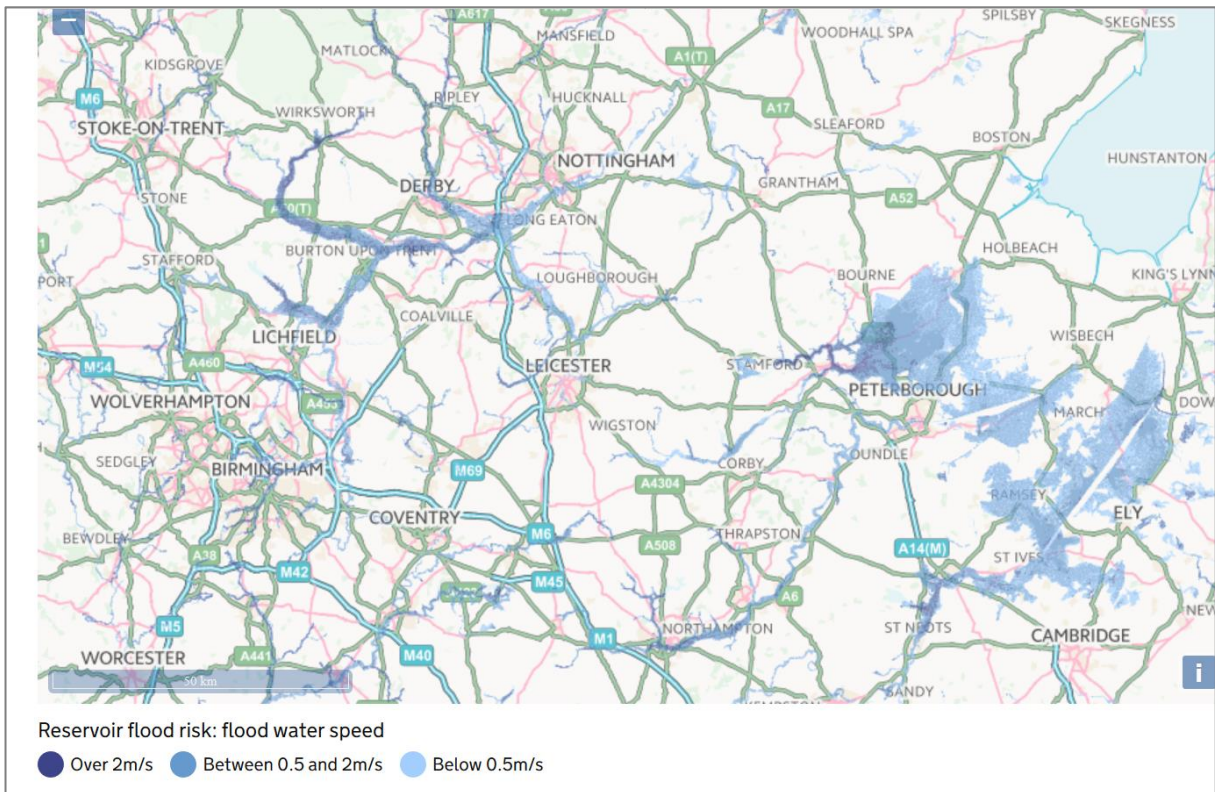 A617
SPILSBY
SKEGNESS
MANSFIELD
WOODHALL SPA
MATLOCK
A1(T)
KIDSGROVE
M6
RIPLEY
HUCKNALL
A17
WIRKSWORTH
SLEAFORD
STOKE-ON-TRENT
BOSTON
NOTTINGHAM
HUNSTANTON
DERBY
GRANTHAM
STONE
A52
LONG EATON
BURTON UPON TRENT
HOLBEACH
STAFFORD
LOUGHBOROUGH
BOURNE
KING'S LYNN
PORT
COALVILLE
LICHFIELD
WISBECH
A460
M54
LEICESTER
STAMFORD
PETERBOROUGH
WOLVERHAMPTON
MARCH
DOW
WIGSTON
OUNDLE
SEDGLEY
BIRMINGHAM
M69
CORBY
A4304
RAMSEY
ELY
COVENTRY
M6
THRAPSTON
BEWDLEY
A38
A508
A14(M)
ST IVES
M42
M45
A6
NEW
M5
NORTHAMPTON
ST NEOTS
M1
CAMBRIDGE
WORCESTER
A441
M40
i
50 km
SANDY
KEMPSTON
Reservoir flood risk: flood water speed
Over 2m/s Between 0.5 and 2m/s Below 0.5m/s